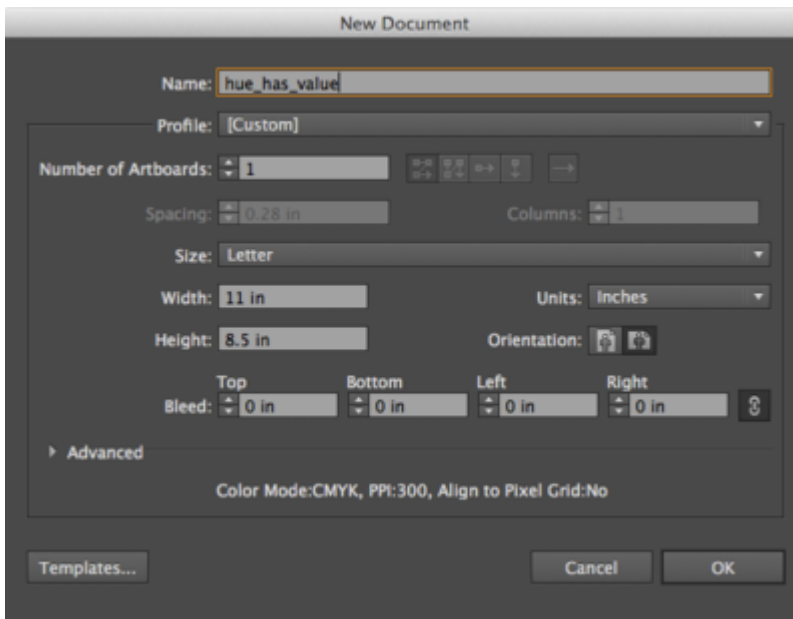 New Document
Name: hue_has_value
Profile: [Custom]
Number of Artboards: 1
Spacing: 0.28 in Columns: 1
Size: Letter
Width: 11 in Units: Inches
Height: 8.5 in Orientation:
Top Bottom Left Right
Bleed: 0 in 0 in 0 in 0 in
Advanced
Color Mode:CMYK, PPI:300, Align to Pixel Grid:No
Templates... Cancel OK